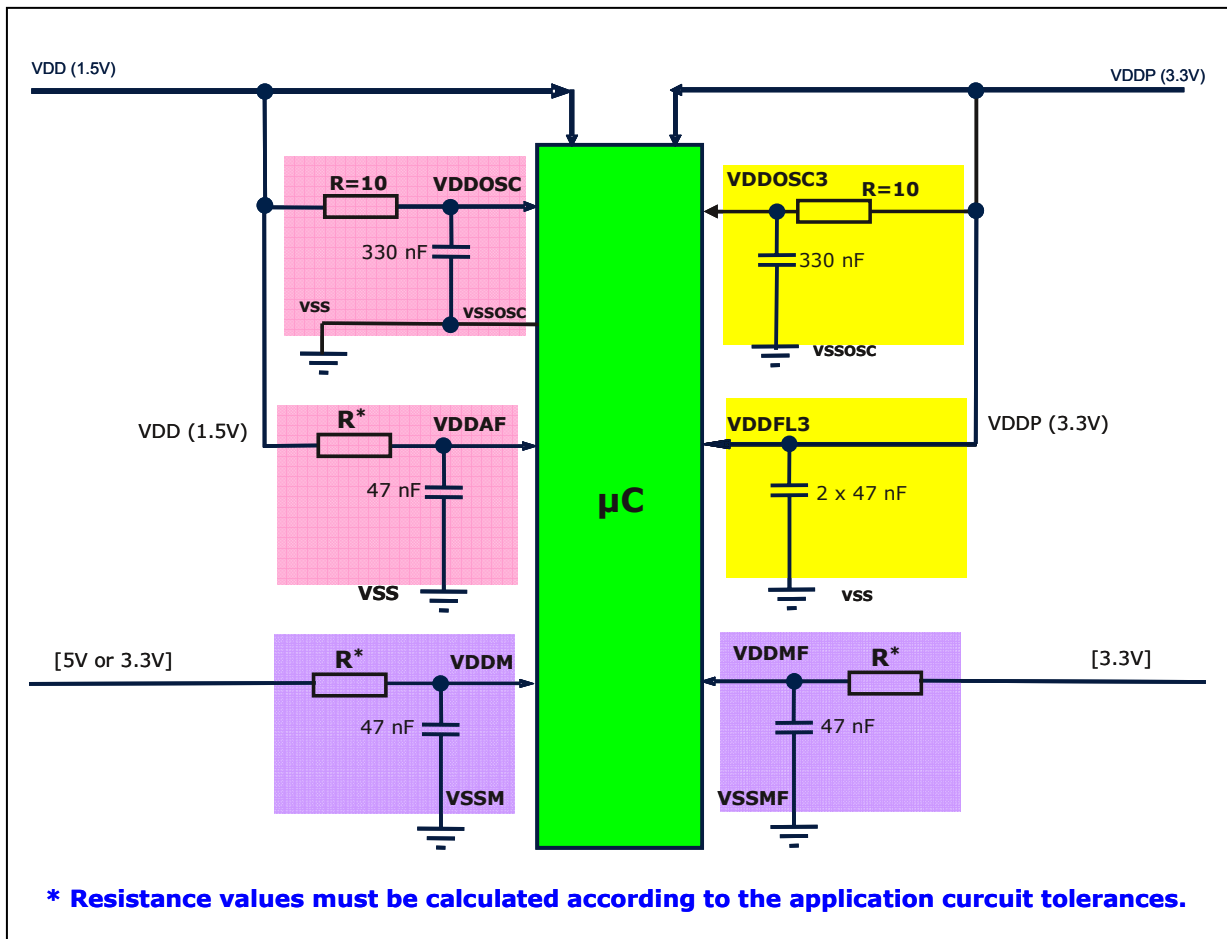 VDD (1.5V)
VDDP (3.3V)
R=10
VDDOSC
330 nF
VSS
VSSOSC
VDDOSC3
R=10
330 nF
VSSOSC
VDD (1.5V)
R*
VDDAF
47 nF
VSS
µC
VDDFL3
VDDP (3.3V)
2 x 47 nF
VSS
[5V or 3.3V]
R*
VDDM
47 nF
VSSM
VDDMF
R*
[3.3V]
47 nF
VSSMF
* Resistance values must be calculated according to the application curcuit tolerances.